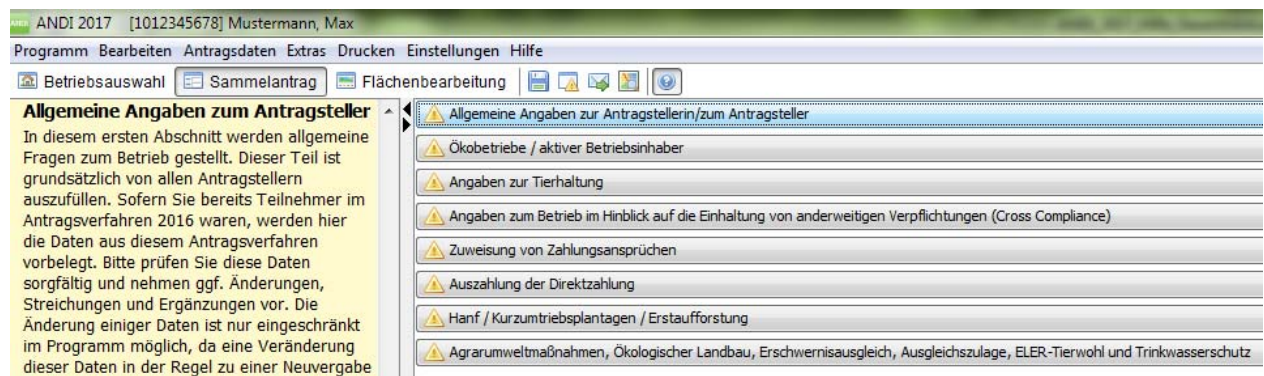 ANDI 2017 [1012345678] Mustermann, Max
Programm Bearbeiten Antragsdaten Extras Drucken Einstellungen Hilfe
Betriebsauswahl Sammelantrag Flächenbearbeitung
Allgemeine Angaben zum Antragsteller
In diesem ersten Abschnitt werden allgemeine
Fragen zum Betrieb gestellt. Dieser Teil ist
grundsätzlich von allen Antragstellern
auszufüllen. Sofern Sie bereits Teilnehmer im
Antragsverfahren 2016 waren, werden hier
die Daten aus diesem Antragsverfahren
vorbelegt. Bitte prüfen Sie diese Daten
sorgfältig und nehmen ggf. Änderungen,
Streichungen und Ergänzungen vor. Die
Änderung einiger Daten ist nur eingeschränkt
im Programm möglich, da eine Veränderung
dieser Daten in der Regel zu einer Neuvergabe
Allgemeine Angaben zur Antragstellerin/zum Antragsteller
Ökobetriebe / aktiver Betriebsinhaber
Angaben zur Tierhaltung
Angaben zum Betrieb im Hinblick auf die Einhaltung von anderweitigen Verpflichtungen (Cross Compliance)
Zuweisung von Zahlungsansprüchen
Auszahlung der Direktzahlung
Hanf / Kurzumtriebsplantagen / Erstaufforstung
Agrarumweltmaßnahmen, Ökologischer Landbau, Erschwernisausgleich, Ausgleichszulage, ELER-Tierwohl und Trinkwasserschutz